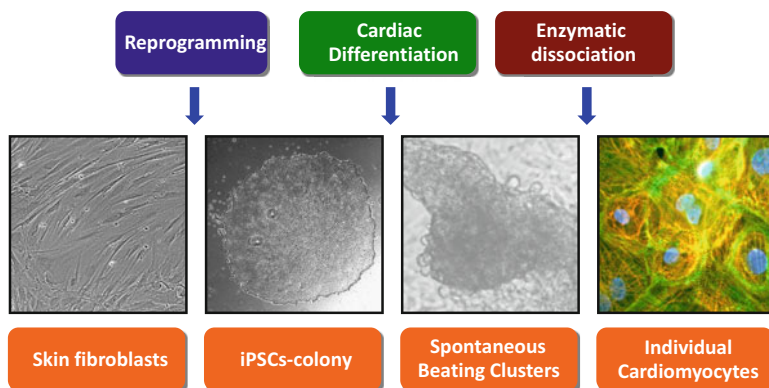 Reprogramming
Cardiac
Differentiation
Enzymatic
dissociation
Skin fibroblasts
iPSCs-colony
Spontaneous
Beating Clusters
Individual
Cardiomyocytes